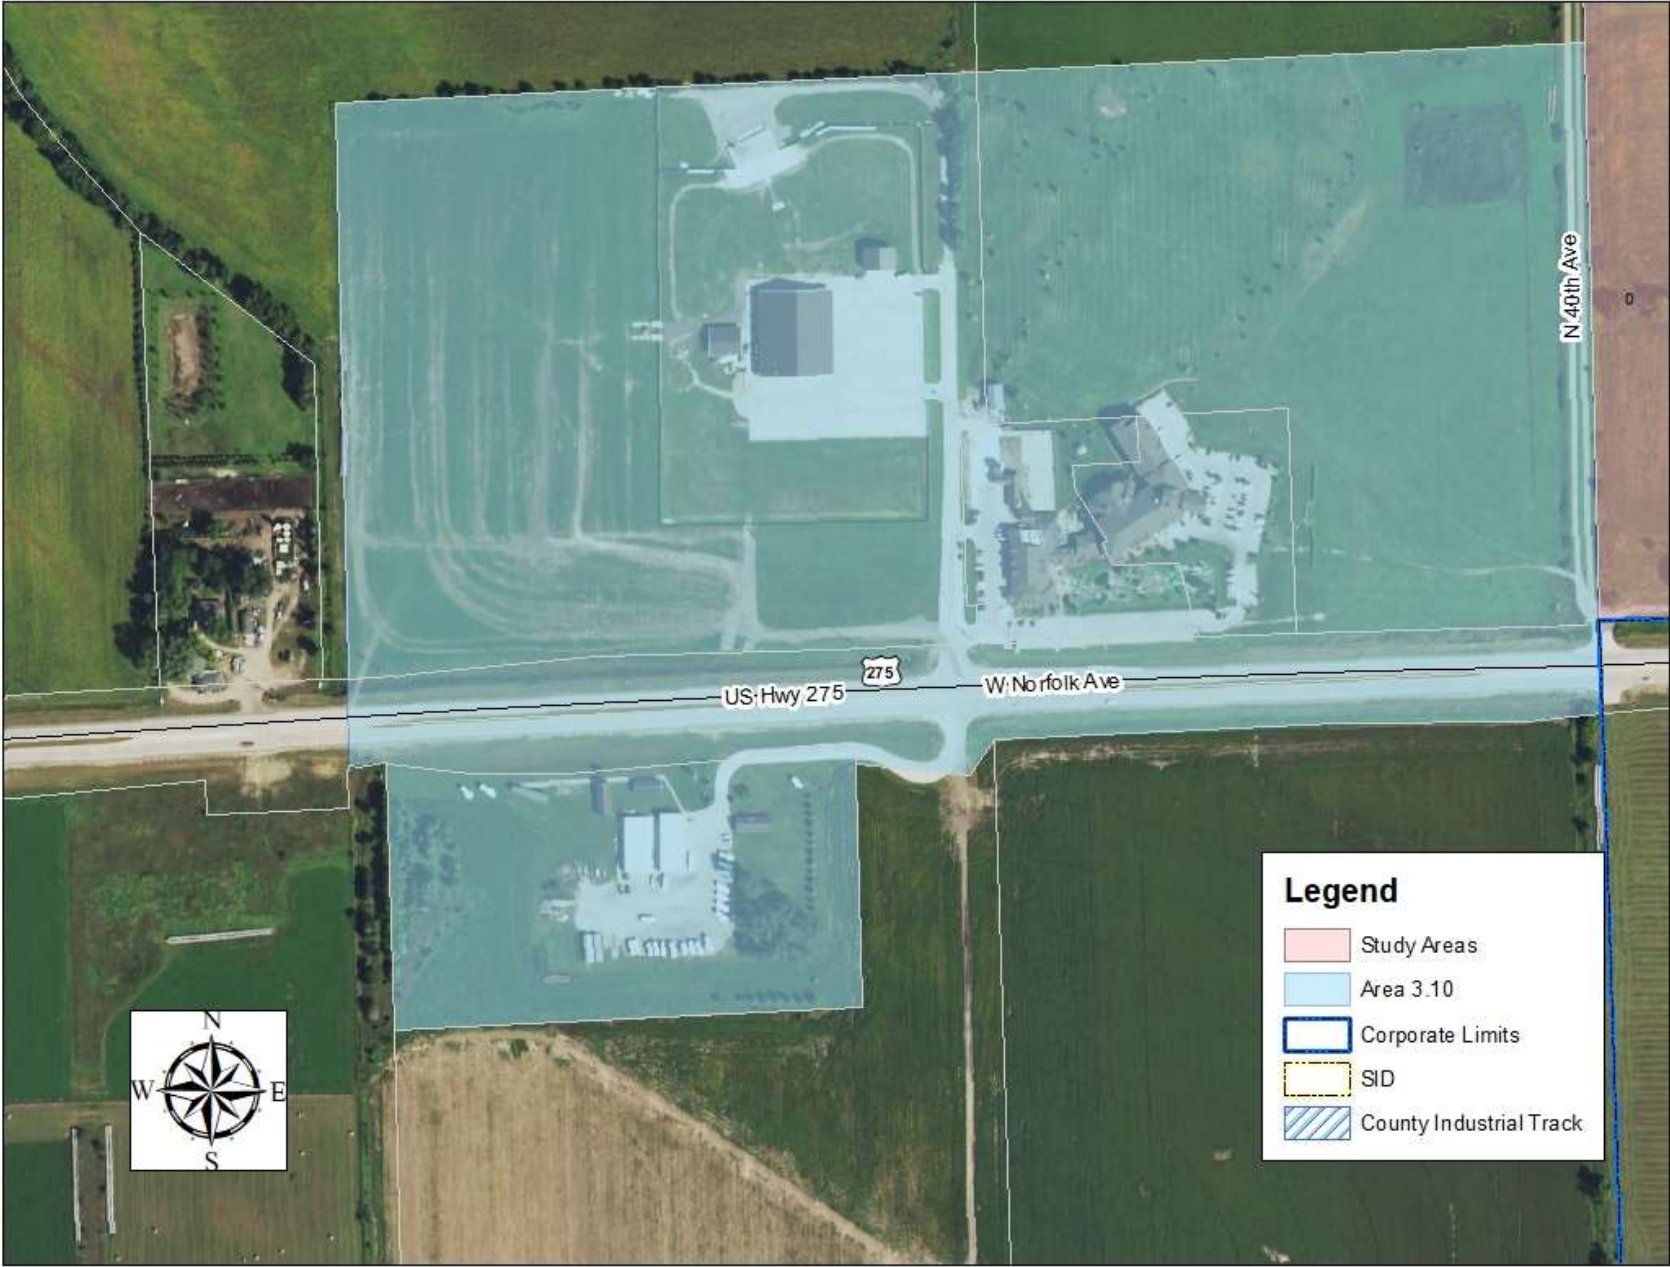 N 40th Ave
0
275
US Hwy 275
W Norfolk Ave
Legend
Study Areas
Area 3.10
Corporate Limits
SID
County Industrial Track
N
W
E
S